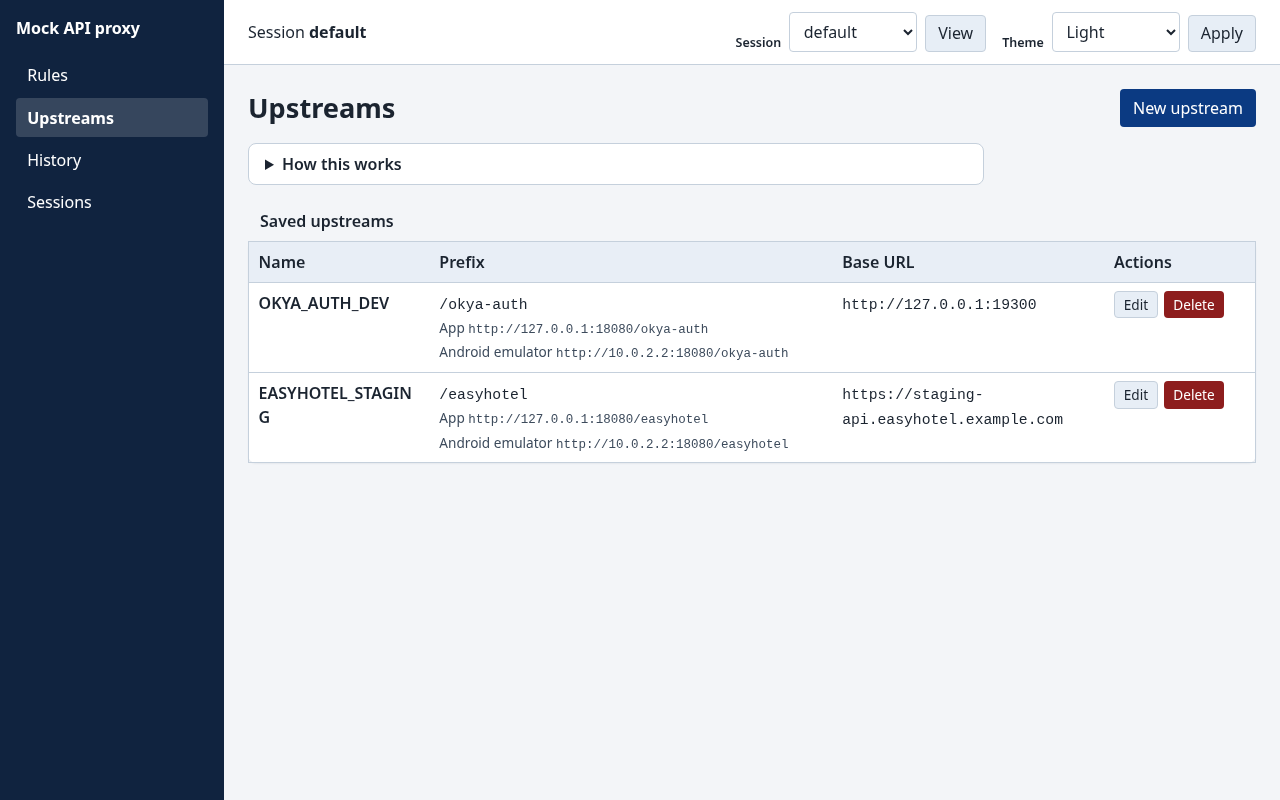 Mock API proxy
Rules
Upstreams
History
Sessions
Session default
Session
default
View
Theme
Light
Apply
Upstreams
New upstream
How this works
Saved upstreams
Name Prefix Base URL Actions
OKYA_AUTH_DEV
/okya-auth
App http://127.0.0.1:18080/okya-auth
Android emulator http://10.0.2.2:18080/okya-auth
http://127.0.0.1:19300
Edit Delete
EASYHOTEL_STAGIN
G
/easyhotel
App http://127.0.0.1:18080/easyhotel
Android emulator http://10.0.2.2:18080/easyhotel
https://staging-
api.easyhotel.example.com
Edit Delete